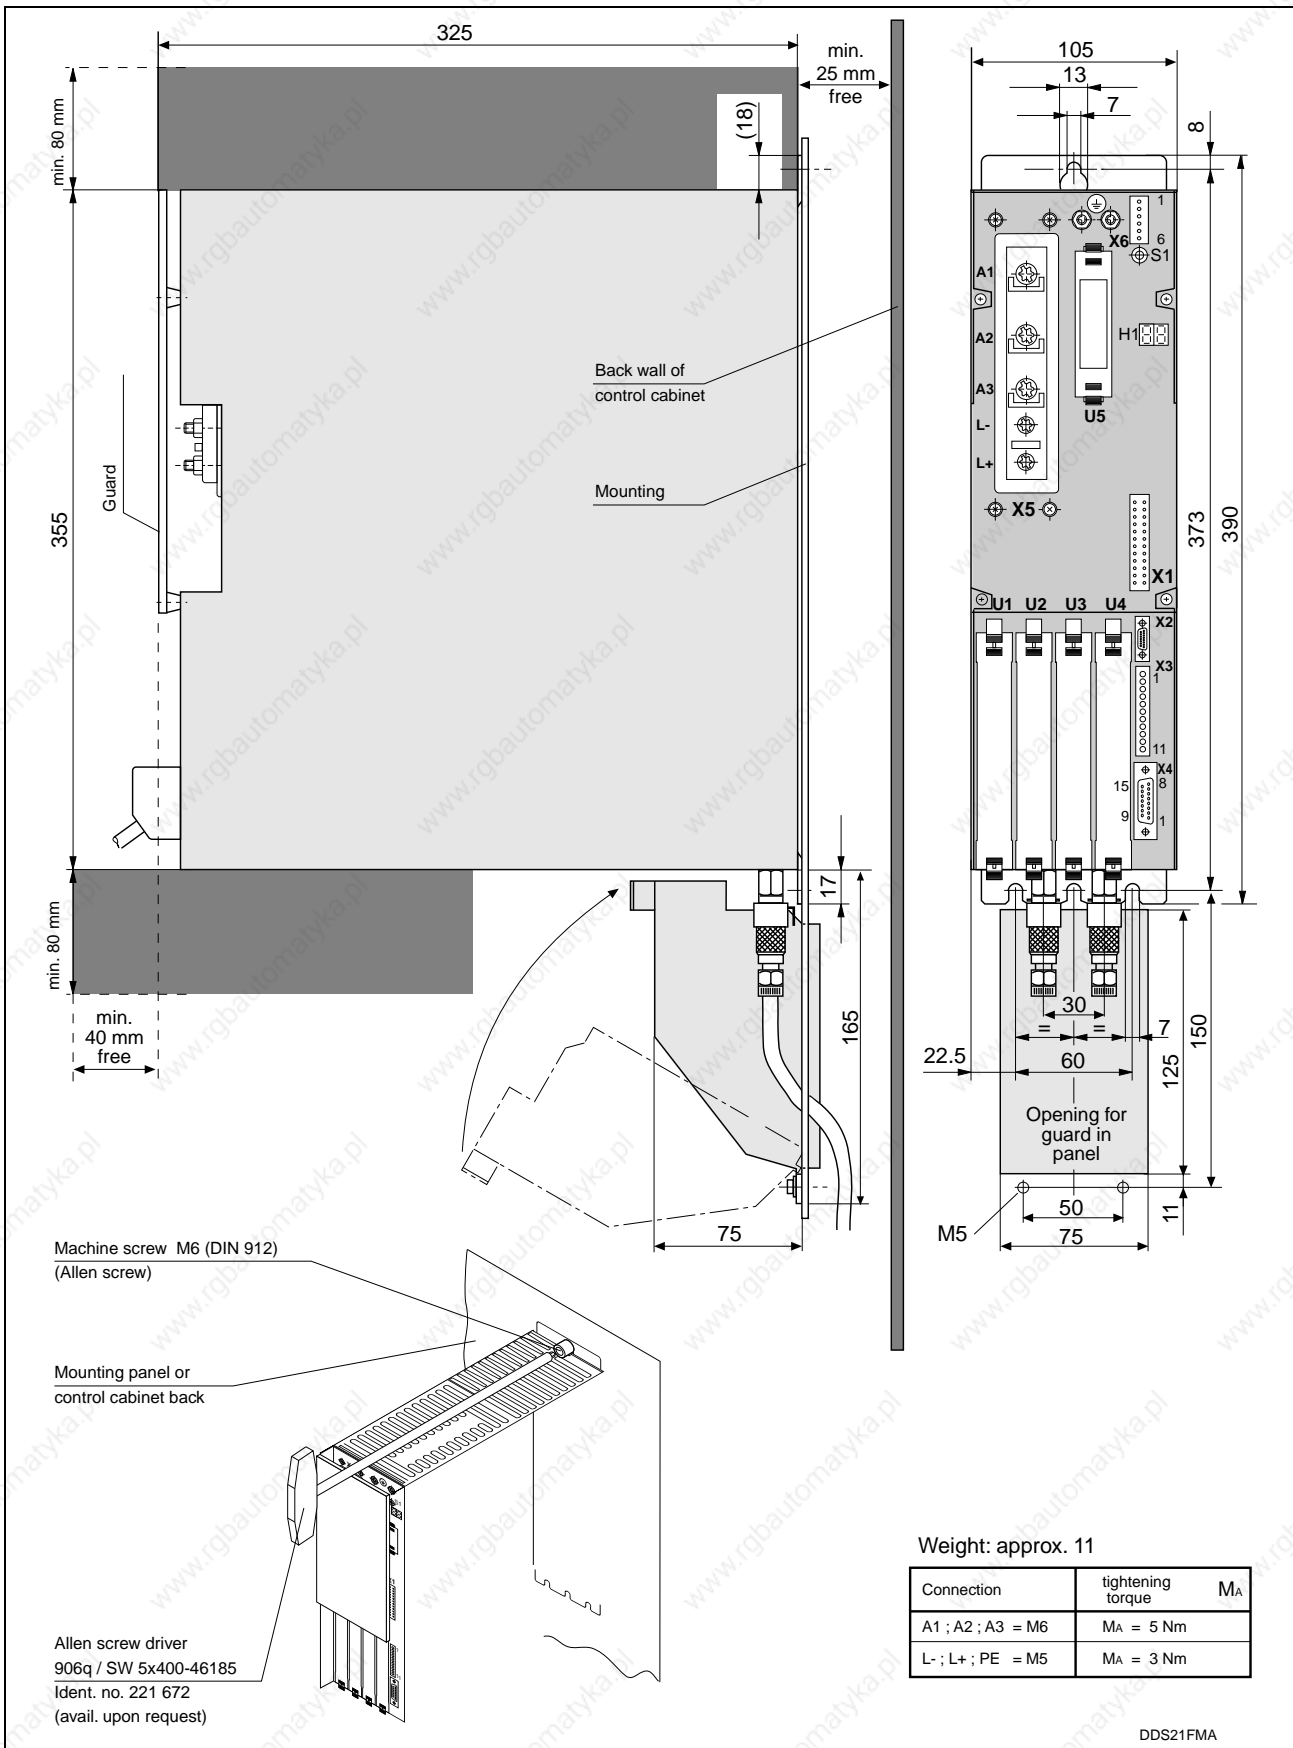 325
min.
25 mm
free
105
13
7
8
min. 80 mm
(18)
1
X6
6
S1
A1
A2
H1
A3
U5
L-
L+
X5
X1
Back wall of
control cabinet
Mounting
Guard
355
373
390
U1 U2 U3 U4
X2
X3
1
11
X4
15
8
9
1
min. 80 mm
17
165
min.
40 mm
free
30
= =
7
22.5
60
125
150
Opening for
guard in
panel
11
M5
50
75
75
Machine screw M6 (DIN 912)
(Allen screw)
Mounting panel or
control cabinet back
S1
Allen screw driver
906q / SW 5x400-46185
Ident. no. 221 672
(avail. upon request)
Weight: approx. 11
Connection tightening torque MA
A1 ; A2 ; A3 = M6 MA = 5 Nm
L- ; L+ ; PE = M5 MA = 3 Nm
DDS21FMA
www.rgbautomatyka.pl